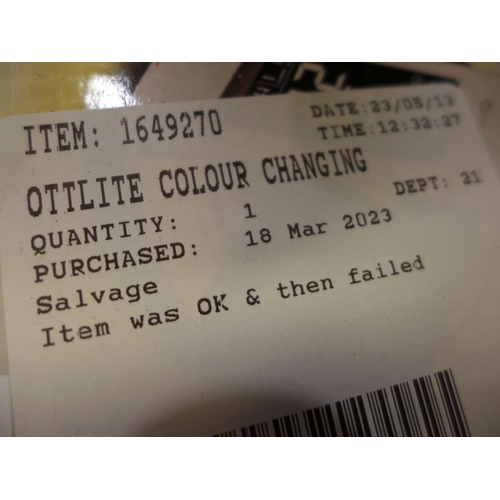 ITEM: 1649270
DATE:23/05/13
TIME:12:32:27
OTTLITE COLOUR CHANGING
QUANTITY: 1
DEPT: 21
PURCHASED: 18 Mar 2023
Salvage
Item was OK & then failed